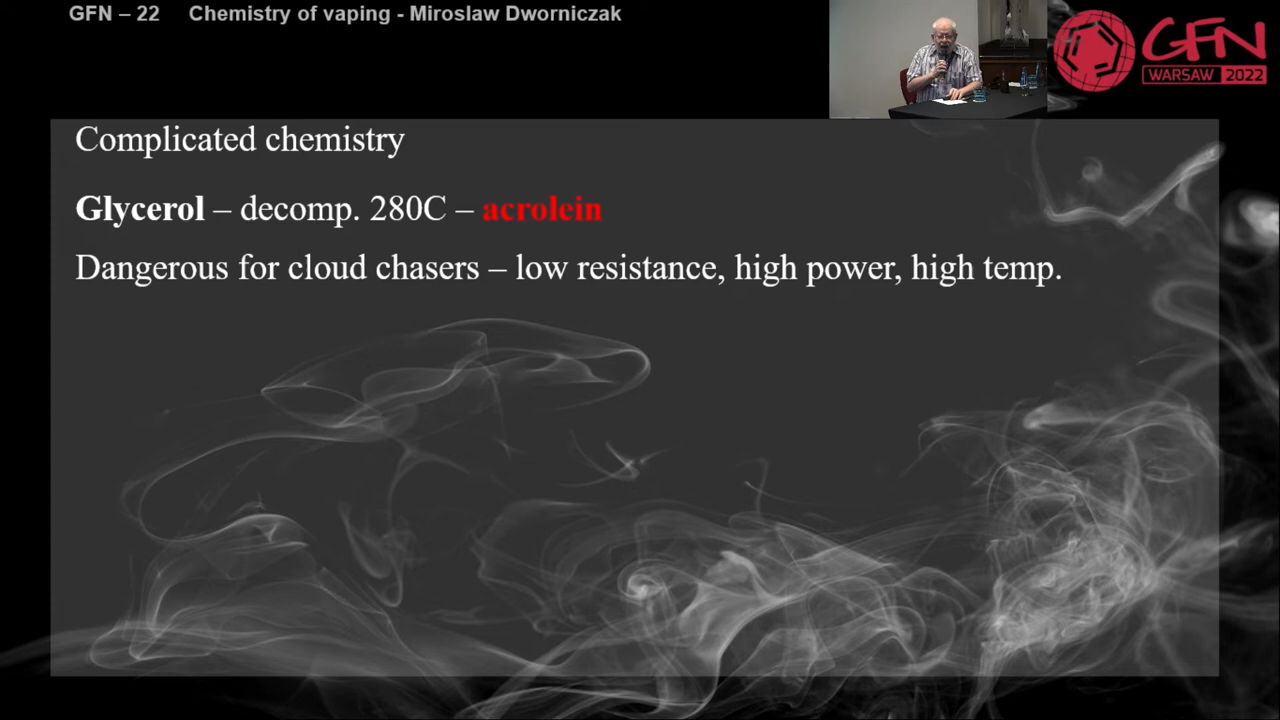 GFN – 22 Chemistry of vaping - Miroslaw Dworniczak
GFN
WARSAW 2022
Complicated chemistry
Glycerol – decomp. 280C – acrolein
Dangerous for cloud chasers – low resistance, high power, high temp.